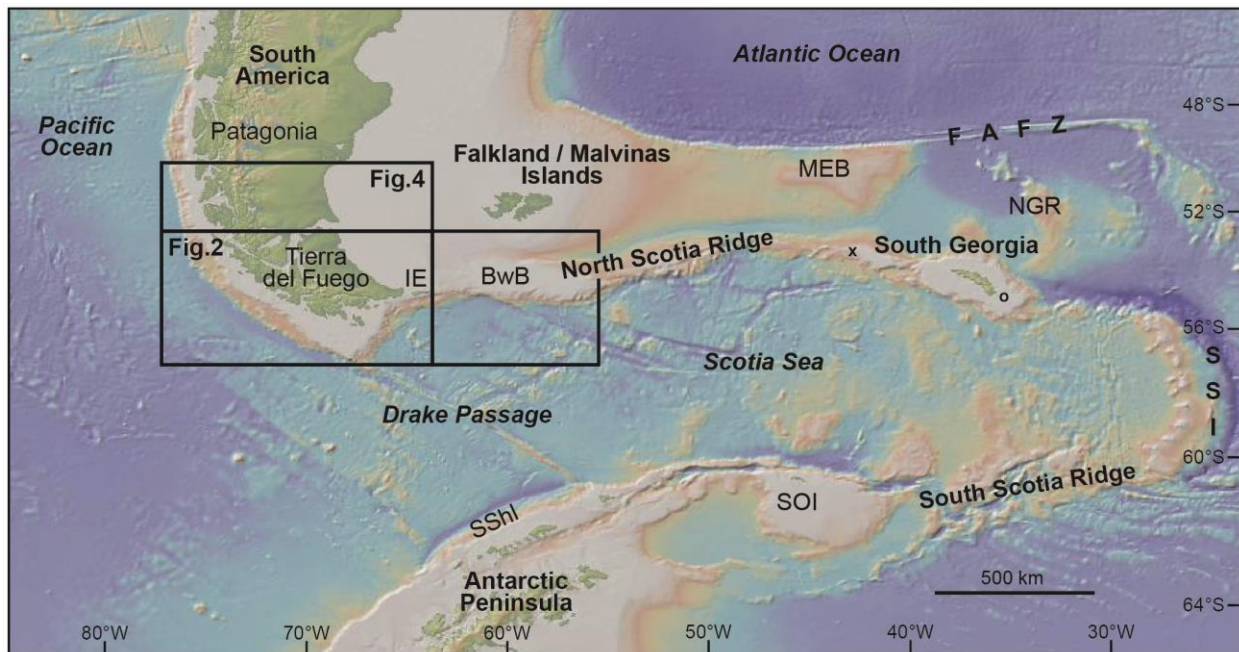 Atlantic Ocean
South
America
48°S
Pacific
Ocean
Patagonia
F A F Z
Falkland / Malvinas
Islands
MEB
Fig.4
NGR
52°S
Fig.2
Tierra
del Fuego
IE
BwB
North Scotia Ridge
x
South Georgia
o
56°S
Scotia Sea
S
S
I
Drake Passage
60°S
SShI
SOI
South Scotia Ridge
Antarctic
Peninsula
500 km
64°S
80°W
70°W
60°W
50°W
40°W
30°W